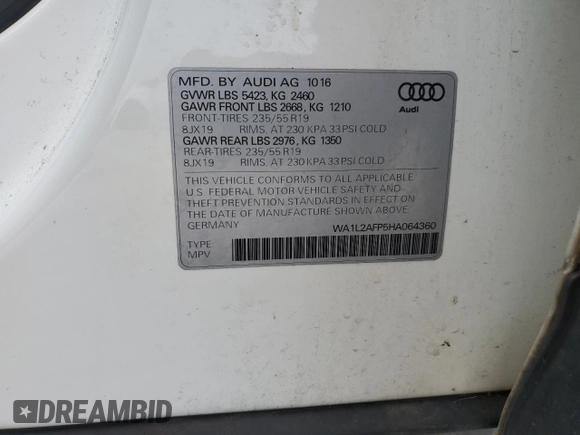 MFD. BY AUDI AG 10 16
GVWR LBS 5423, KG 2460
GAWR FRONT LBS 2668, KG 1210
FRONT-TIRES 235/55 R19
8JX19 RIMS, AT 230 KPA 33 PSI COLD
GAWR REAR LBS 2976, KG 1350
REAR-TIRES 235/55 R19
8JX19 RIMS, AT 230 KPA 33 PSI COLD
Audi
THIS VEHICLE CONFORMS TO ALL APPLICABLE
U.S. FEDERAL MOTOR VEHICLE SAFETY AND
THEFT PREVENTION STANDARDS IN EFFECT ON
THE DATE OF MANUFACTURE SHOWN ABOVE
GERMANY
WA1L2AFP5HA064360
TYPE
MPV
DREAMBID